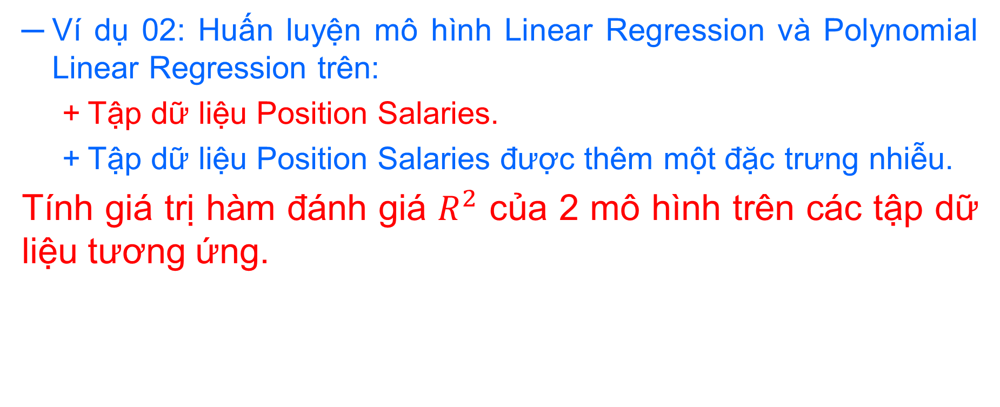 – Ví dụ 02: Huấn luyện mô hình Linear Regression và Polynomial
Linear Regression trên:
+ Tập dữ liệu Position Salaries.
+ Tập dữ liệu Position Salaries được thêm một đặc trưng nhiễu.
Tính giá trị hàm đánh giá R² của 2 mô hình trên các tập dữ
liệu tương ứng.